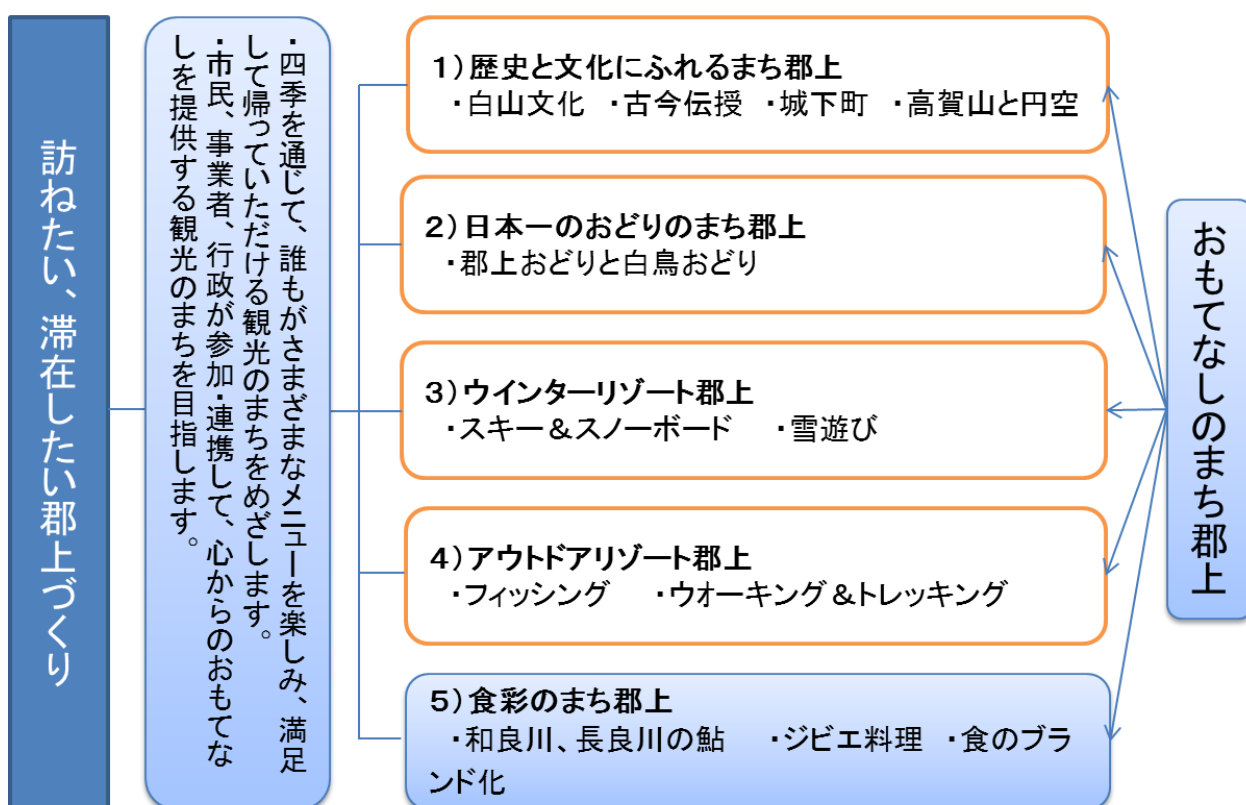 訪ねたい、滞在したい郡上づくり
・四季を通じて、誰もがさまざまなメニューを楽しみ、満足
して帰っていただける観光のまちをめざします。
・市民、事業者、行政が参加・連携して、心からのおもてな
しを提供する観光のまちを目指します。
1)歴史と文化にふれるまち郡上
・白山文化　・古今伝授　・城下町　・高賀山と円空
2)日本一のおどりのまち郡上
・郡上おどりと白鳥おどり
3)ウインターリゾート郡上
・スキー＆スノーボード　・雪遊び
4)アウトドアリゾート郡上
・フィッシング　・ウオーキング＆トレッキング
5)食彩のまち郡上
・和良川、長良川の鮎　・ジビエ料理　・食のブラ
ンド化
おもてなしのまち郡上